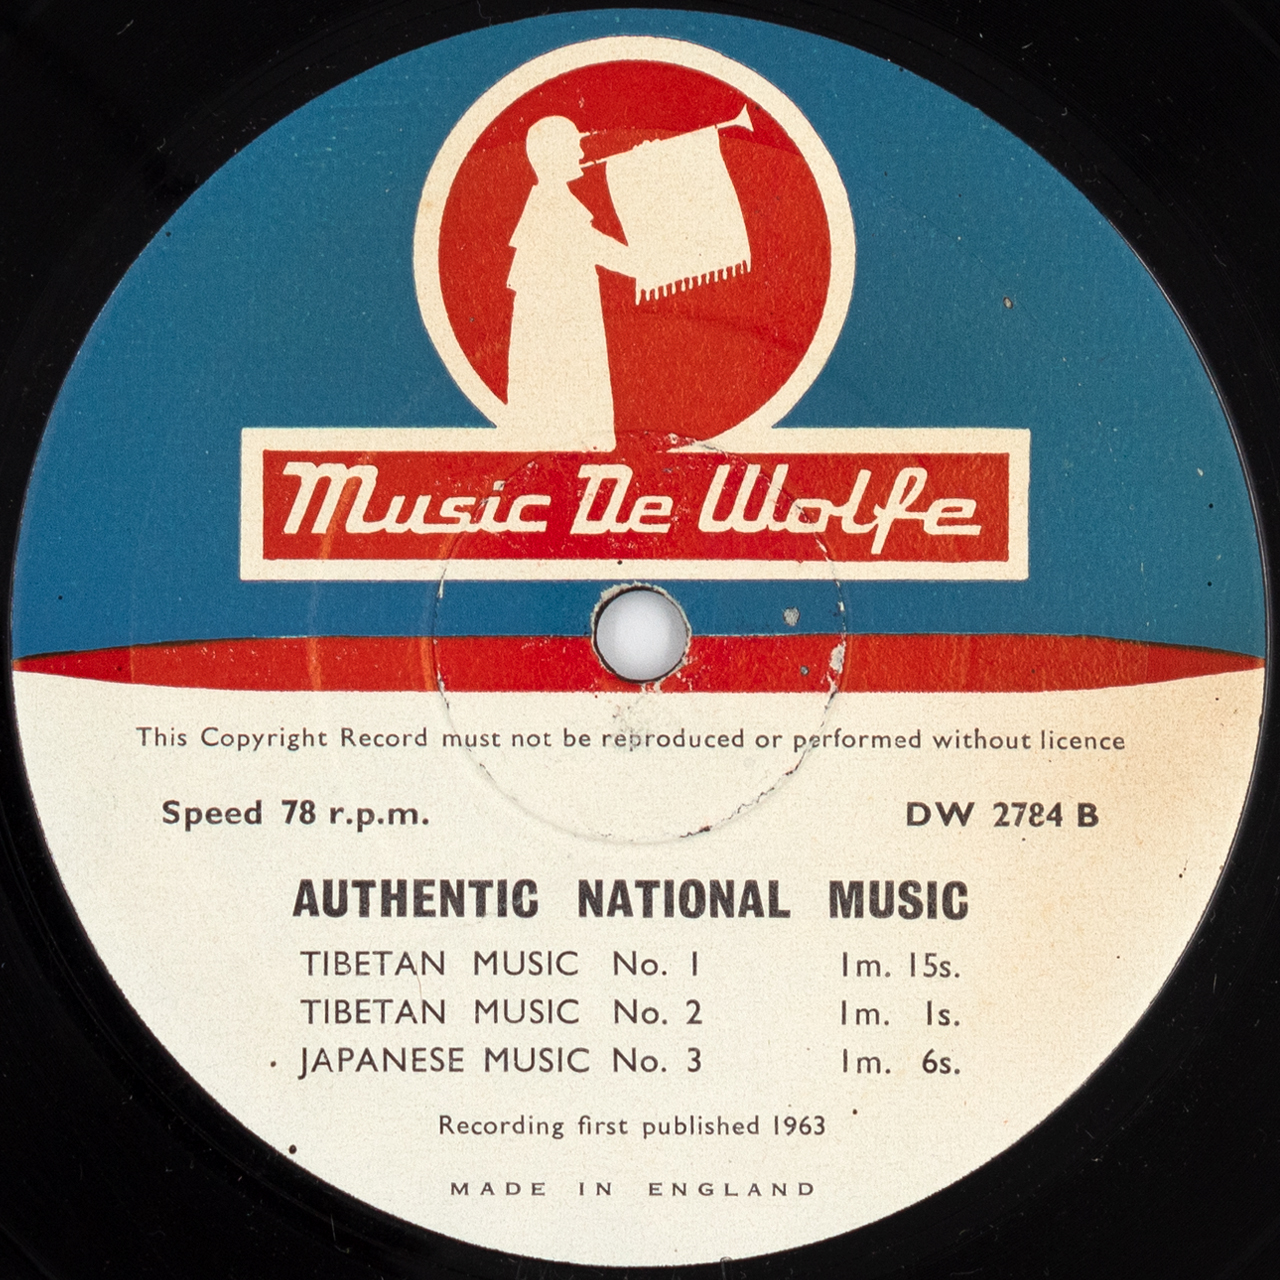 Music De Wolfe
This Copyright Record must not be reproduced or performed without licence
Speed 78 r.p.m. DW 2784 B
AUTHENTIC NATIONAL MUSIC
TIBETAN MUSIC No. 1 1m. 15s.
TIBETAN MUSIC No. 2 1m. 1s.
JAPANESE MUSIC No. 3 1m. 6s.
Recording first published 1963
MADE IN ENGLAND